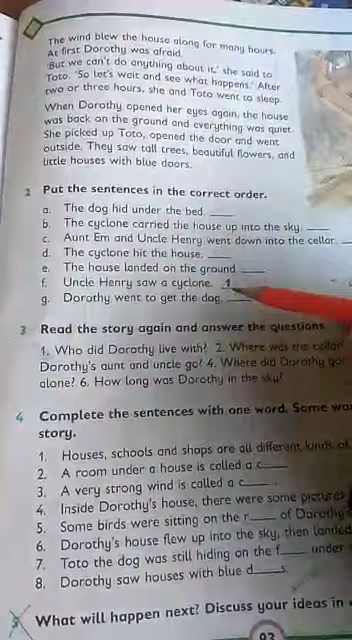 The wind blew the house along for many hours.
At first Dorothy was afraid.
'But we can't do anything about it,' she said to
Toto. 'So let's wait and see what happens.' After
two or three hours, she and Toto went to sleep.
When Dorothy opened her eyes again, the house
was back on the ground and everything was quiet.
She picked up Toto, opened the door and went
outside. They saw tall trees, beautiful flowers, and
little houses with blue doors.
2 Put the sentences in the correct order.
a. The dog hid under the bed. ____
b. The cyclone carried the house up into the sky. ____
c. Aunt Em and Uncle Henry went down into the cellar.
d. The cyclone hit the house. ____
e. The house landed on the ground ____
f. Uncle Henry saw a cyclone. 1
g. Dorothy went to get the dog. ____
3 Read the story again and answer the questions
1. Who did Dorothy live with? 2. Where was the cellar
Dorothy's aunt and uncle go? 4. Where did Dorothy
alone? 6. How long was Dorothy in the sky?
4 Complete the sentences with one word. Some
story.
1. Houses, schools and shops are all different kinds of
2. A room under a house is called a c____
3. A very strong wind is called a c____ .
4. Inside Dorothy's house, there were some pictures
5. Some birds were sitting on the r____ of Dorothy's
6. Dorothy's house flew up into the sky, then landed
7. Toto the dog was still hiding on the f____ under
8. Dorothy saw houses with blue d____s.
5 What will happen next? Discuss your ideas in
93